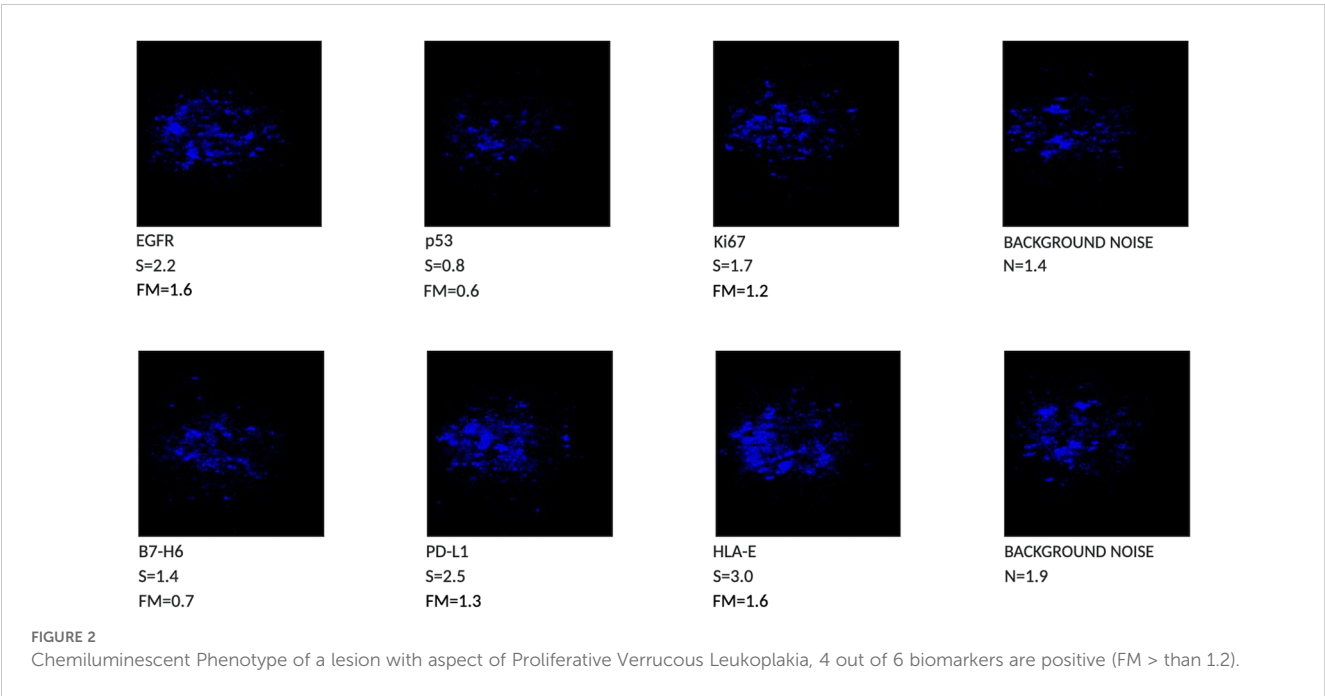 EGFR
S=2.2
FM=1.6
p53
S=0.8
FM=0.6
Ki67
S=1.7
FM=1.2
BACKGROUND NOISE
N=1.4
B7-H6
S=1.4
FM=0.7
PD-L1
S=2.5
FM=1.3
HLA-E
S=3.0
FM=1.6
BACKGROUND NOISE
N=1.9
FIGURE 2
Chemiluminescent Phenotype of a lesion with aspect of Proliferative Verrucous Leukoplakia, 4 out of 6 biomarkers are positive (FM > than 1.2).